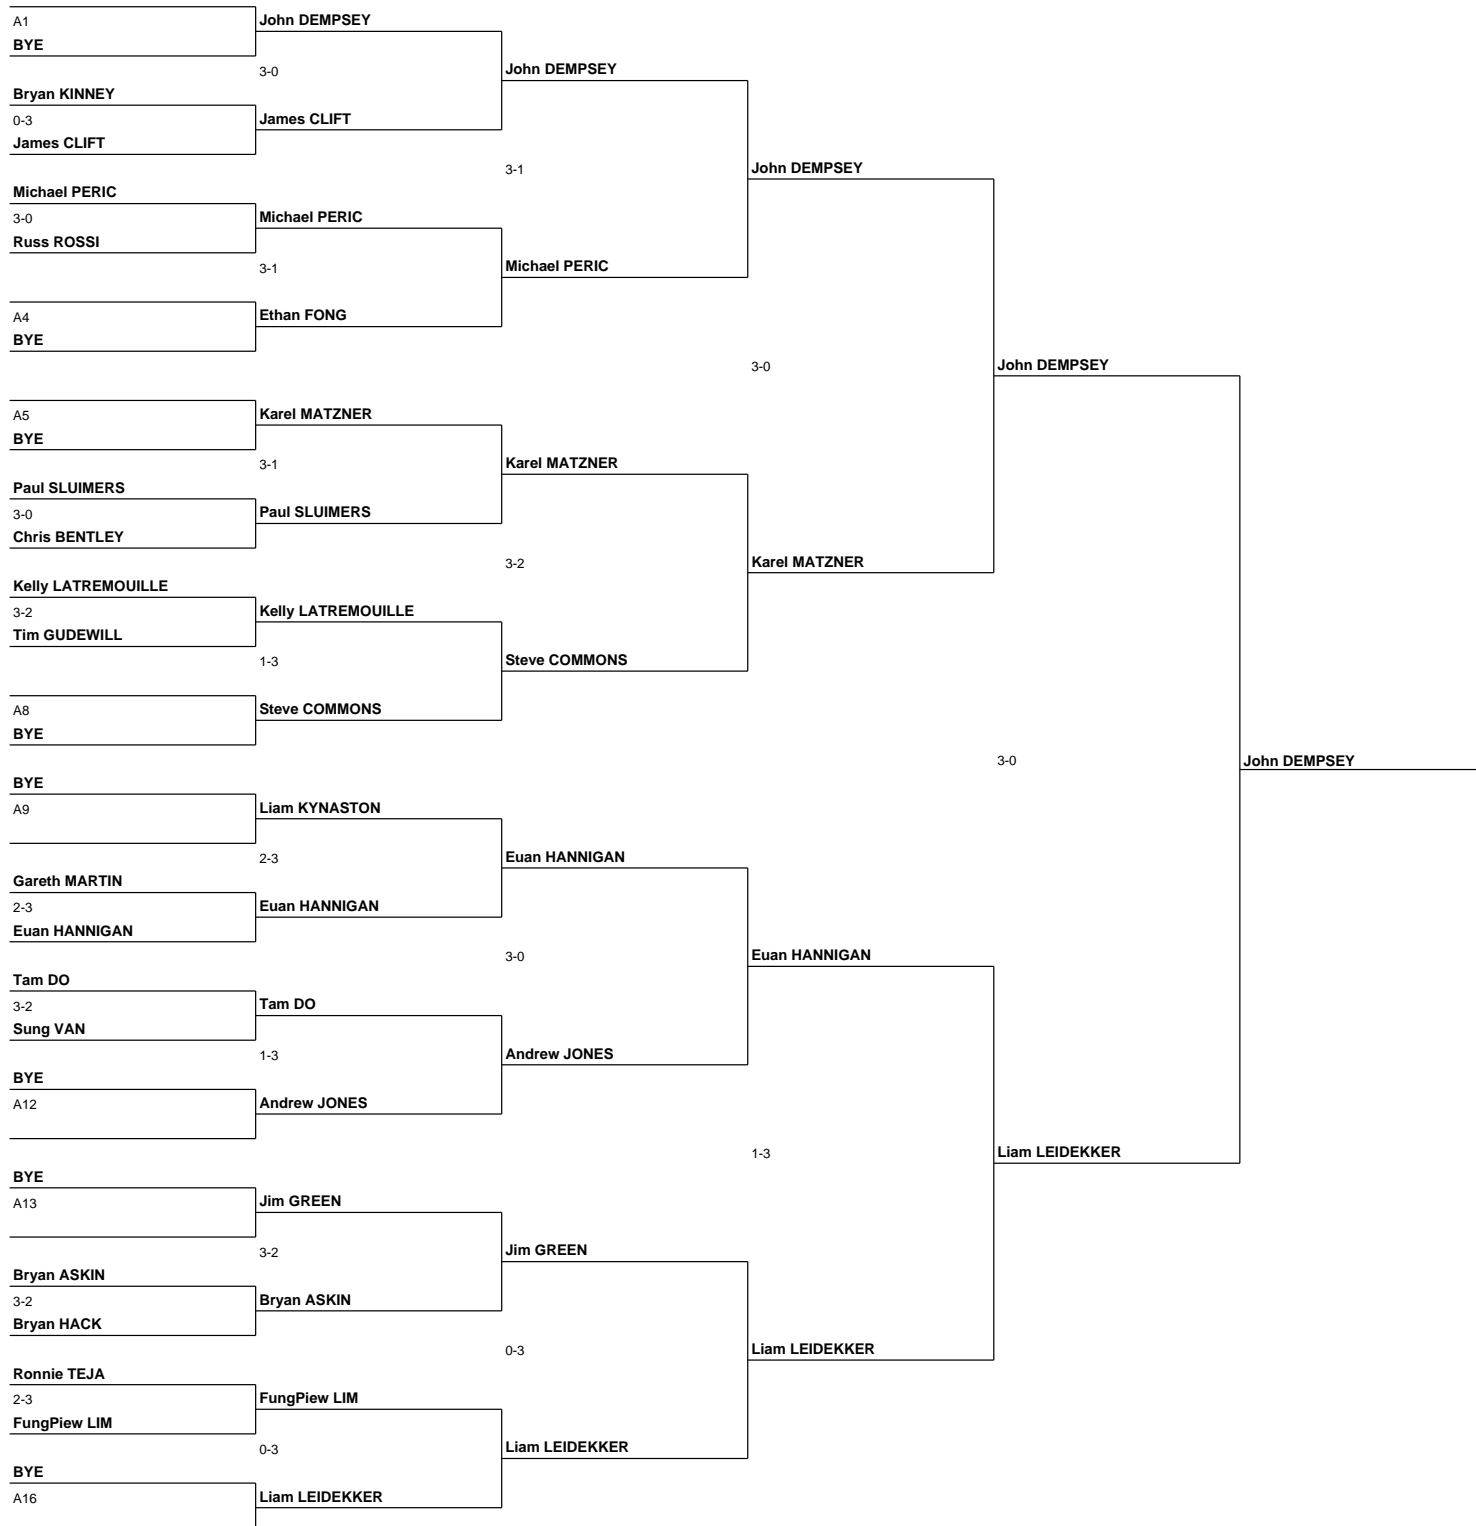 A1
BYE
John DEMPSEY
3-0
Bryan KINNEY
0-3
James CLIFT
James CLIFT
John DEMPSEY
3-1
Michael PERIC
3-0
Russ ROSSI
Michael PERIC
3-1
A4
BYE
Ethan FONG
Michael PERIC
John DEMPSEY
3-0
A5
BYE
Karel MATZNER
3-1
Paul SLUIMERS
3-0
Chris BENTLEY
Paul SLUIMERS
Karel MATZNER
3-2
Kelly LATREMOUILLE
3-2
Tim GUDEWILL
Kelly LATREMOUILLE
1-3
A8
BYE
Steve COMMONS
Steve COMMONS
Karel MATZNER
John DEMPSEY
3-0
John DEMPSEY
BYE
A9
Liam KYNASTON
2-3
Gareth MARTIN
2-3
Euan HANNIGAN
Euan HANNIGAN
Euan HANNIGAN
3-0
Tam DO
3-2
Sung VAN
Tam DO
1-3
BYE
A12
Andrew JONES
Andrew JONES
Euan HANNIGAN
1-3
Liam LEIDEKKER
BYE
A13
Jim GREEN
3-2
Bryan ASKIN
3-2
Bryan HACK
Bryan ASKIN
Jim GREEN
0-3
Ronnie TEJA
2-3
FungPiew LIM
FungPiew LIM
0-3
BYE
A16
Liam LEIDEKKER
Liam LEIDEKKER
Liam LEIDEKKER